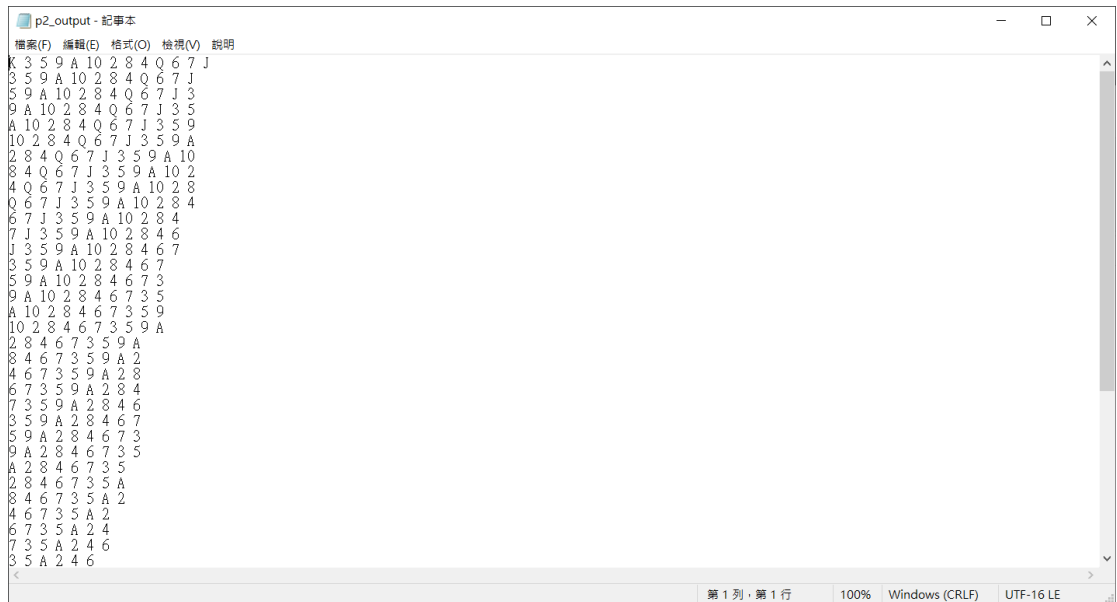 p2_output - 記事本
檔案(F) 編輯(E) 格式(O) 檢視(V) 說明
K 3 5 9 A 10 2 8 4 Q 6 7 J
3 5 9 A 10 2 8 4 Q 6 7 J
5 9 A 10 2 8 4 Q 6 7 J 3
9 A 10 2 8 4 Q 6 7 J 3 5
A 10 2 8 4 Q 6 7 J 3 5 9
10 2 8 4 Q 6 7 J 3 5 9 A
2 8 4 Q 6 7 J 3 5 9 A 10
8 4 Q 6 7 J 3 5 9 A 10 2
4 Q 6 7 J 3 5 9 A 10 2 8
Q 6 7 J 3 5 9 A 10 2 8 4
6 7 J 3 5 9 A 10 2 8 4
7 J 3 5 9 A 10 2 8 4 6
J 3 5 9 A 10 2 8 4 6 7
3 5 9 A 10 2 8 4 6 7
5 9 A 10 2 8 4 6 7 3
9 A 10 2 8 4 6 7 3 5
A 10 2 8 4 6 7 3 5 9
10 2 8 4 6 7 3 5 9 A
2 8 4 6 7 3 5 9 A
8 4 6 7 3 5 9 A 2
4 6 7 3 5 9 A 2 8
6 7 3 5 9 A 2 8 4
7 3 5 9 A 2 8 4 6
3 5 9 A 2 8 4 6 7
5 9 A 2 8 4 6 7 3
9 A 2 8 4 6 7 3 5
A 2 8 4 6 7 3 5
2 8 4 6 7 3 5 A
8 4 6 7 3 5 A 2
4 6 7 3 5 A 2
6 7 3 5 A 2 4
7 3 5 A 2 4 6
3 5 A 2 4 6
第 1 列，第 1 行 100% Windows (CRLF) UTF-16 LE